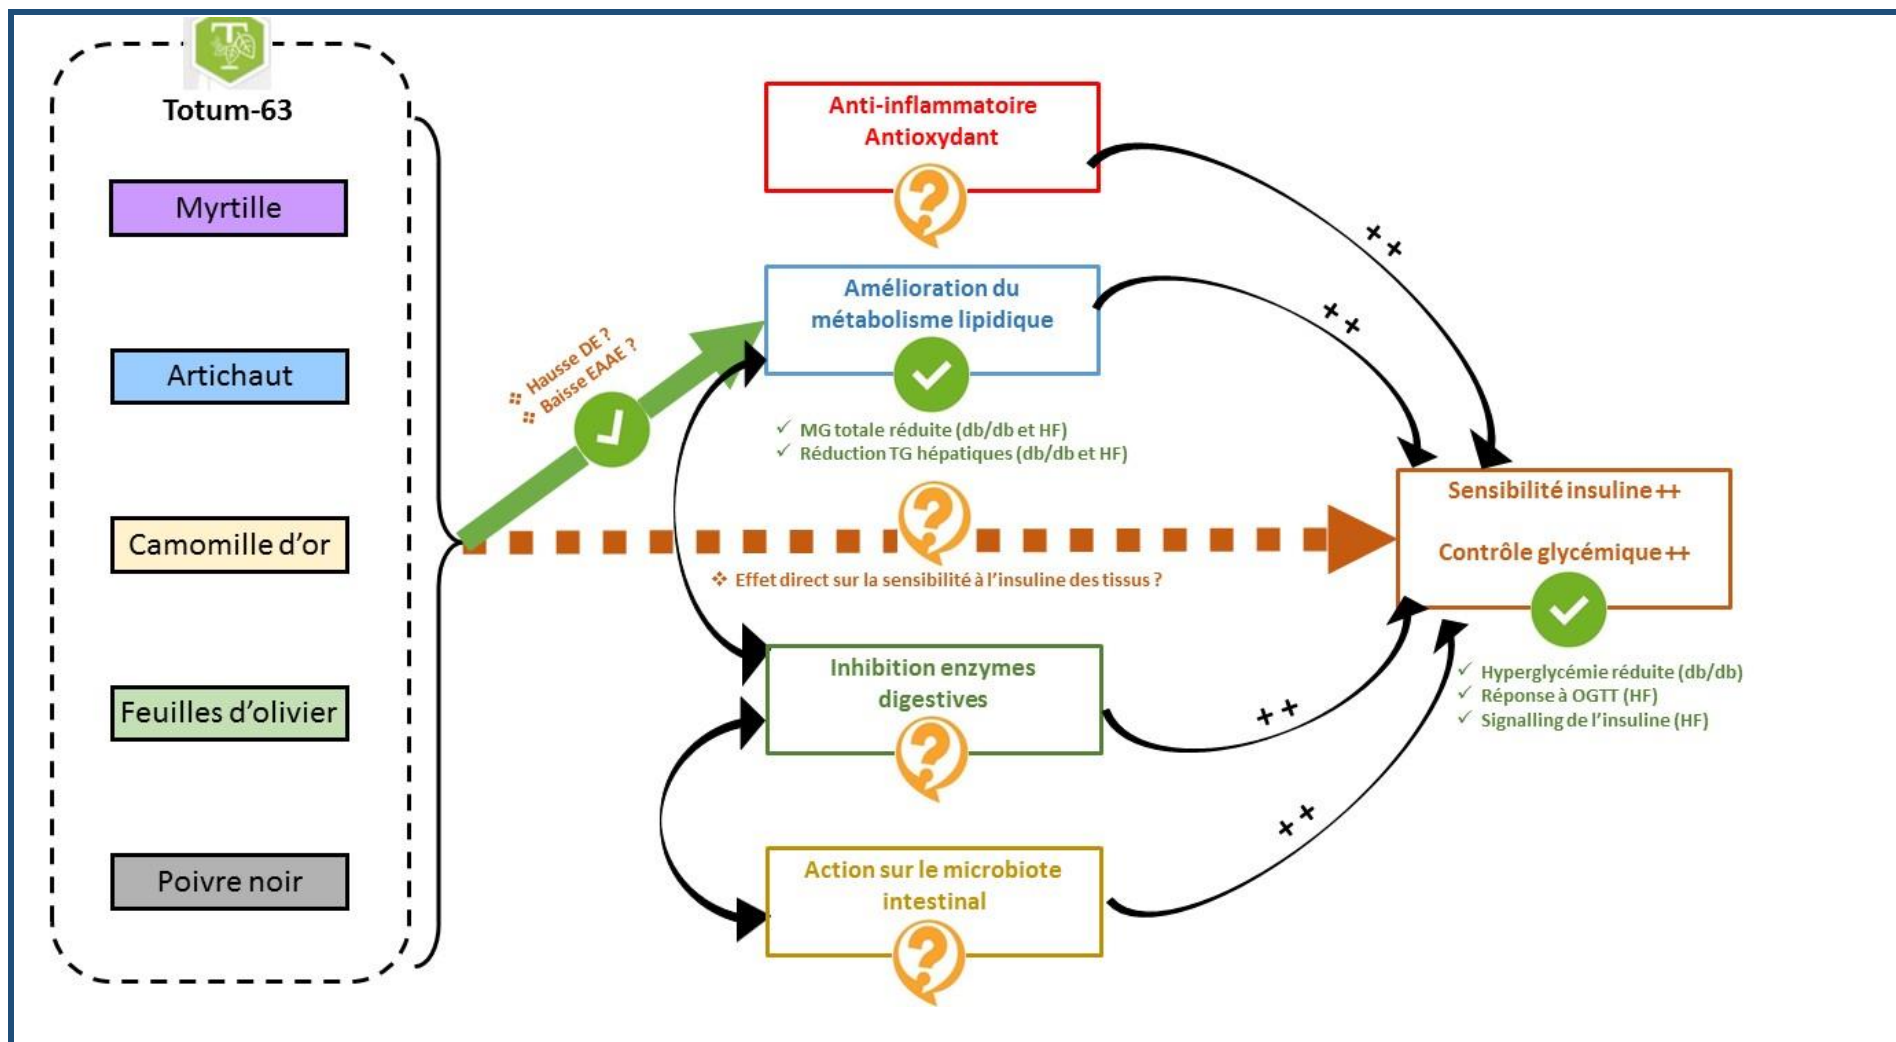 Totum-63
Myrtille
Artichaut
Camomille d'or
Feuilles d'olivier
Poivre noir
❖ Hausse DE ?
❖ Baisse EAAE ?
Anti-inflammatoire
Antioxydant
?
Amélioration du
métabolisme lipidique
✓ MG totale réduite (db/db et HF)
✓ Réduction TG hépatiques (db/db et HF)
?
❖ Effet direct sur la sensibilité à l'insuline des tissus ?
Inhibition enzymes
digestives
?
Action sur le microbiote
intestinal
?
++
++
++
++
Sensibilité insuline ++
Contrôle glycémique ++
✓ Hyperglycémie réduite (db/db)
✓ Réponse à OGTT (HF)
✓ Signalling de l'insuline (HF)